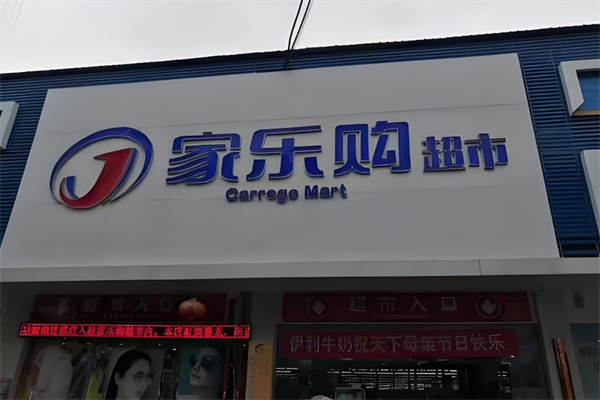 家乐购 超市
Carrego Mart
超市入口
超市入口
伊利牛奶祝天下母亲节日快乐